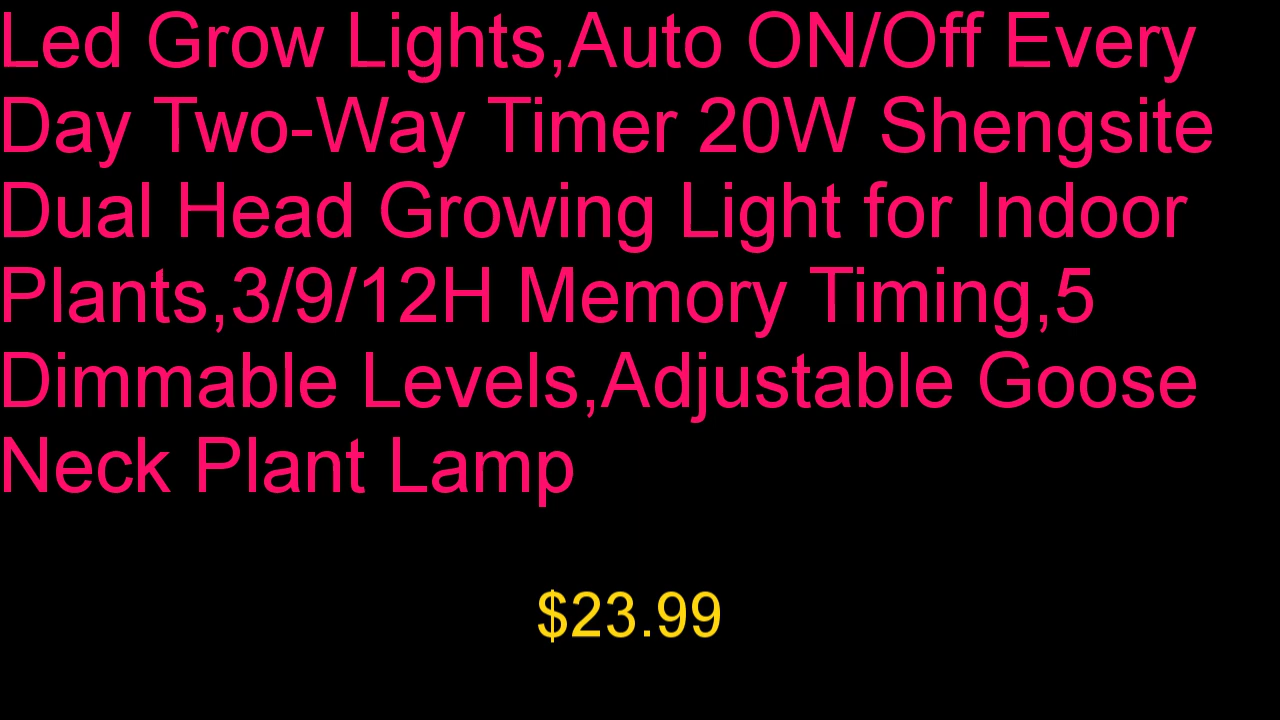 Led Grow Lights,Auto ON/Off Every
Day Two-Way Timer 20W Shengsite
Dual Head Growing Light for Indoor
Plants,3/9/12H Memory Timing,5
Dimmable Levels,Adjustable Goose
Neck Plant Lamp
$23.99